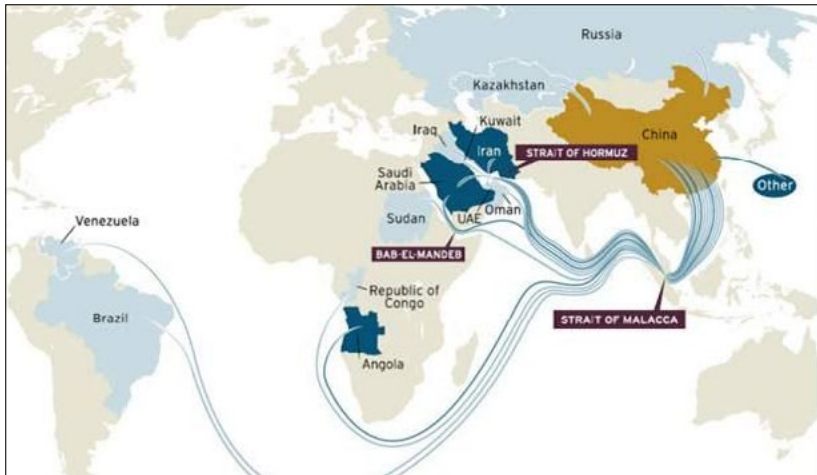 Russia
Kazakhstan
Kuwait
Iraq
Iran
China
STRAIT OF HORMUZ
Saudi
Arabia
Other
Oman
UAE
Sudan
Venezuela
BAB-EL-MANDEB
Republic of
Congo
Brazil
STRAIT OF MALACCA
Angola